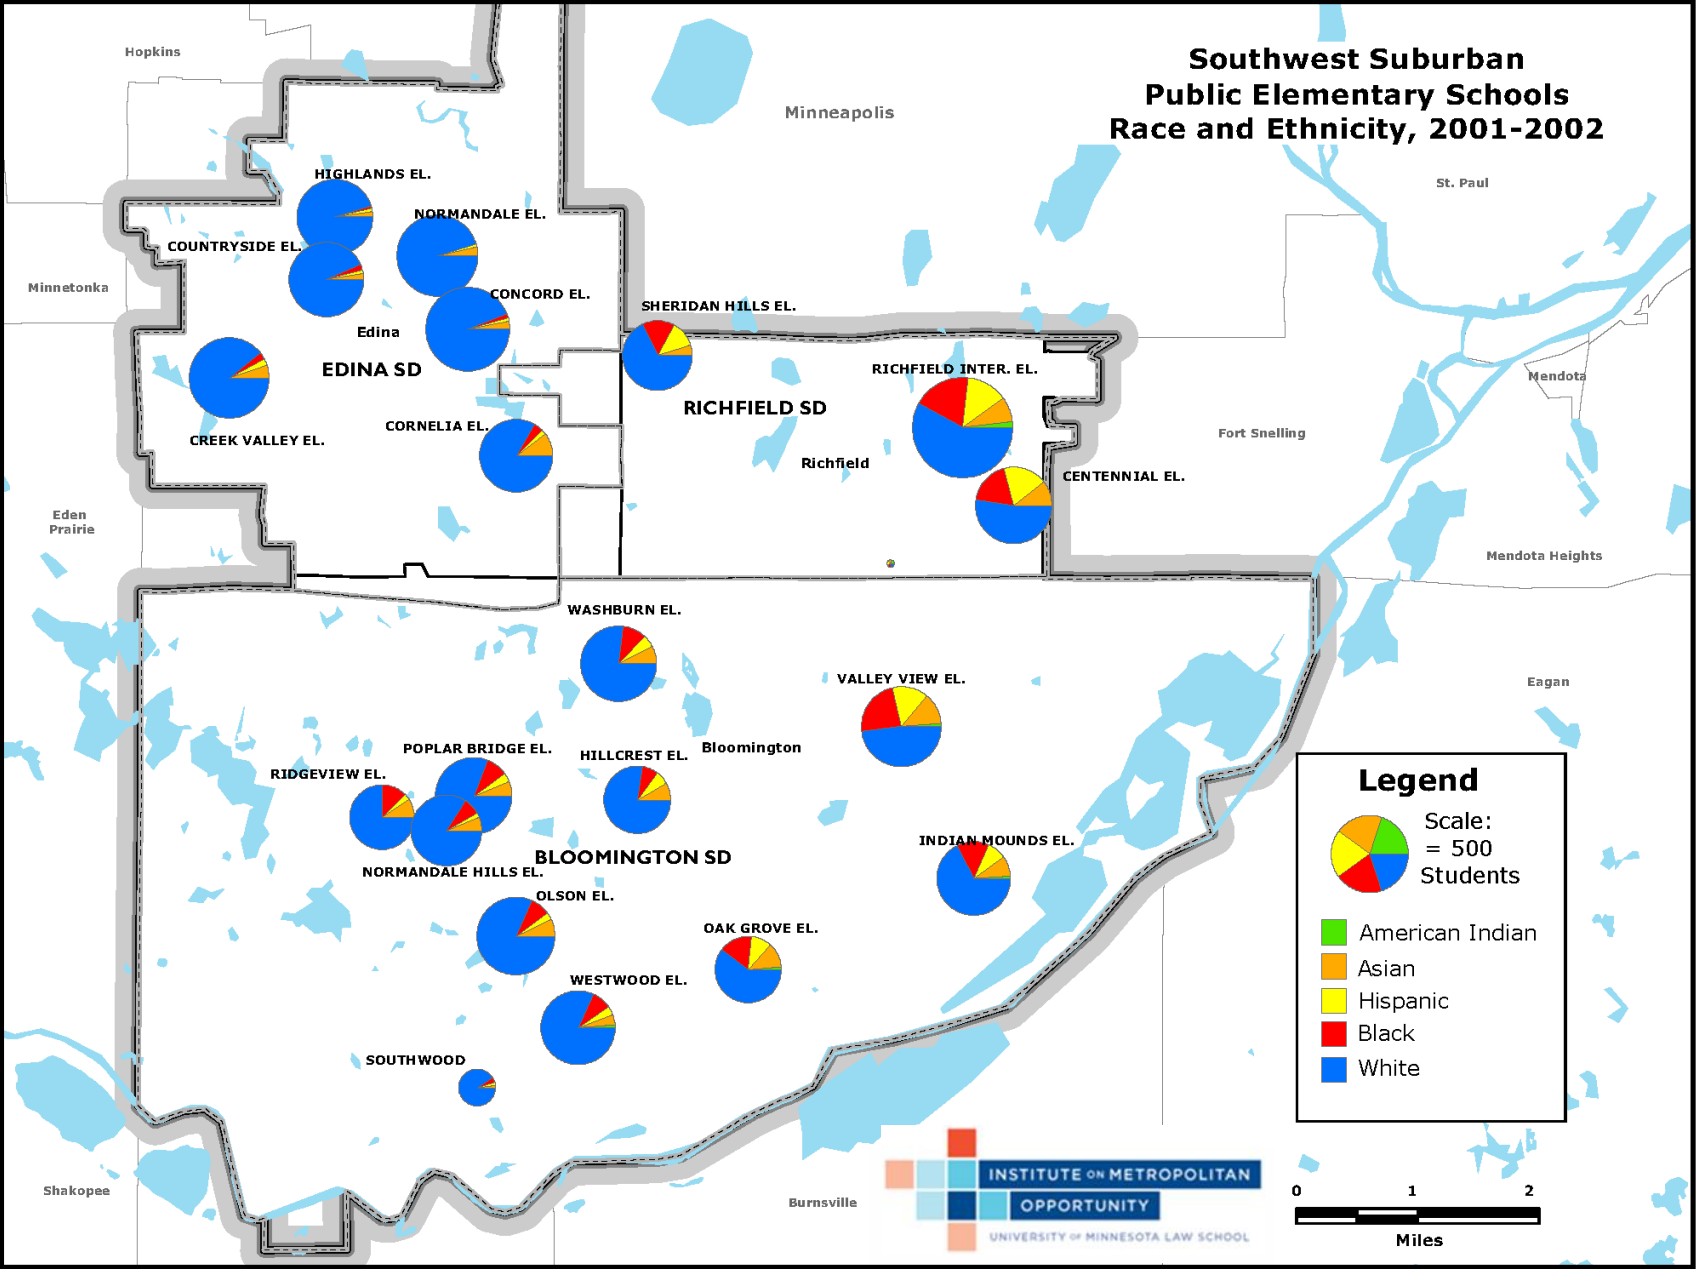 Southwest Suburban
Public Elementary Schools
Race and Ethnicity, 2001-2002
Hopkins
Minneapolis
St. Paul
HIGHLANDS EL.
NORMANDALE EL.
COUNTRYSIDE EL.
Minnetonka
CONCORD EL.
SHERIDAN HILLS EL.
Edina
EDINA SD
RICHFIELD INTER. EL.
Mendota
RICHFIELD SD
CORNELIA EL.
CREEK VALLEY EL.
Fort Snelling
Richfield
CENTENNIAL EL.
Eden
Prairie
Mendota Heights
WASHBURN EL.
VALLEY VIEW EL.
Eagan
POPLAR BRIDGE EL.
HILLCREST EL.
Bloomington
RIDGEVIEW EL.
INDIAN MOUNDS EL.
BLOOMINGTON SD
NORMANDALE HILLS EL.
OLSON EL.
OAK GROVE EL.
WESTWOOD EL.
SOUTHWOOD
Legend
Scale:
= 500
Students
American Indian
Asian
Hispanic
Black
White
Shakopee
Burnsville
INSTITUTE ON METROPOLITAN
OPPORTUNITY
UNIVERSITY OF MINNESOTA LAW SCHOOL
0 1 2
Miles